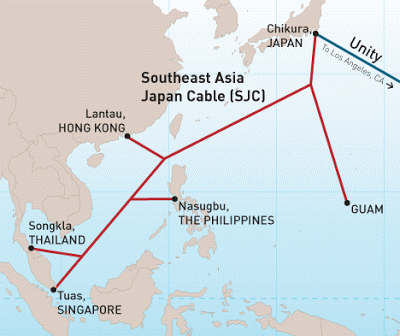 Chikura,
JAPAN
Unity
To Los Angeles, CA →
Southeast Asia
Japan Cable (SJC)
Lantau,
HONG KONG
Nasugbu,
THE PHILIPPINES
GUAM
Songkla,
THAILAND
Tuas,
SINGAPORE